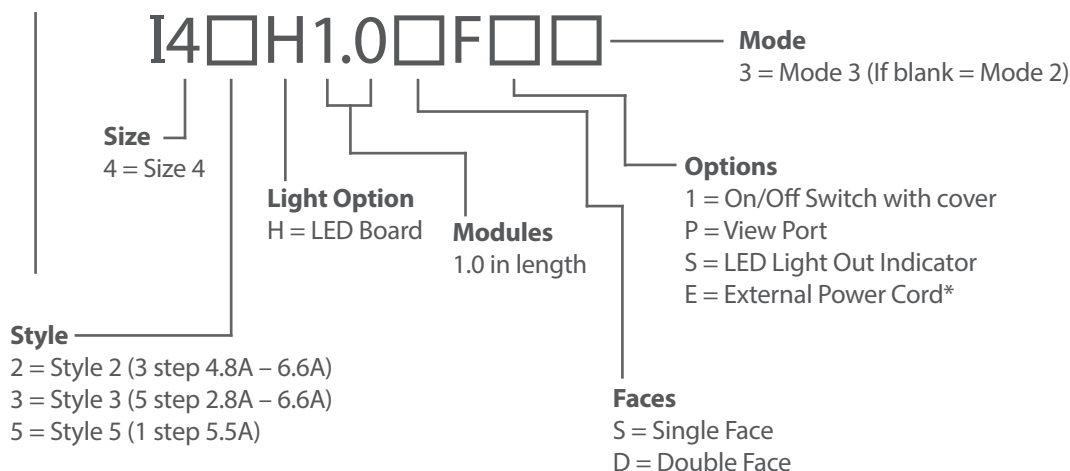 I4□H1.0□F□□
Mode
3 = Mode 3 (If blank = Mode 2)
Size
4 = Size 4
Options
1 = On/Off Switch with cover
P = View Port
S = LED Light Out Indicator
E = External Power Cord*
Light Option
H = LED Board
Modules
1.0 in length
Style
2 = Style 2 (3 step 4.8A – 6.6A)
3 = Style 3 (5 step 2.8A – 6.6A)
5 = Style 5 (1 step 5.5A)
Faces
S = Single Face
D = Double Face